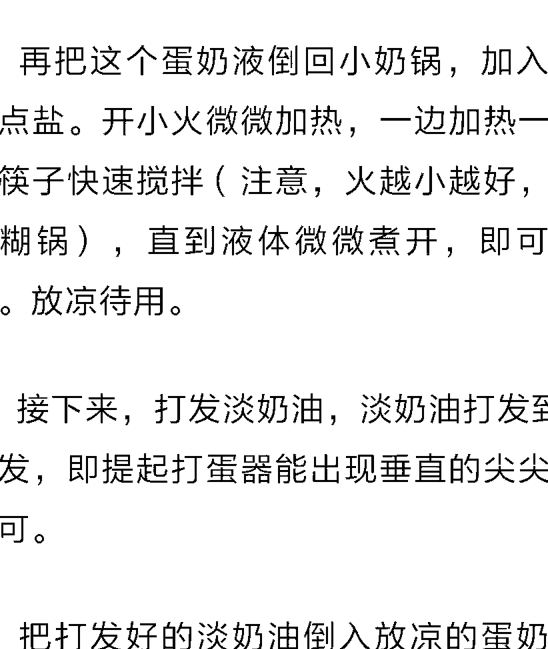 再把这个蛋奶液倒回小奶锅，加入
点盐。开小火微微加热，一边加热一
筷子快速搅拌（注意，火越小越好，
糊锅），直到液体微微煮开，即可
。放凉待用。
接下来，打发淡奶油，淡奶油打发到
发，即提起打蛋器能出现垂直的尖尖
可。
把打发好的淡奶油倒入放凉的蛋奶